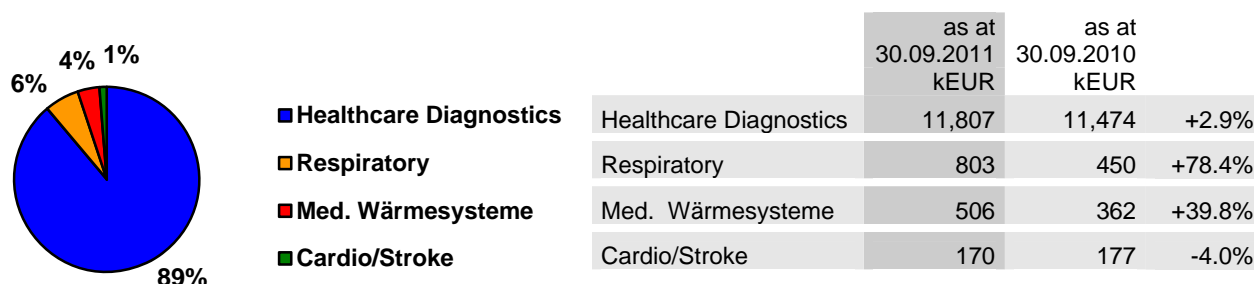 4% 1%
6%
89%
Healthcare Diagnostics
Respiratory
Med. Wärmesysteme
Cardio/Stroke
as at as at
30.09.2011 30.09.2010
kEUR kEUR
Healthcare Diagnostics 11,807 11,474 +2.9%
Respiratory 803 450 +78.4%
Med. Wärmesysteme 506 362 +39.8%
Cardio/Stroke 170 177 -4.0%